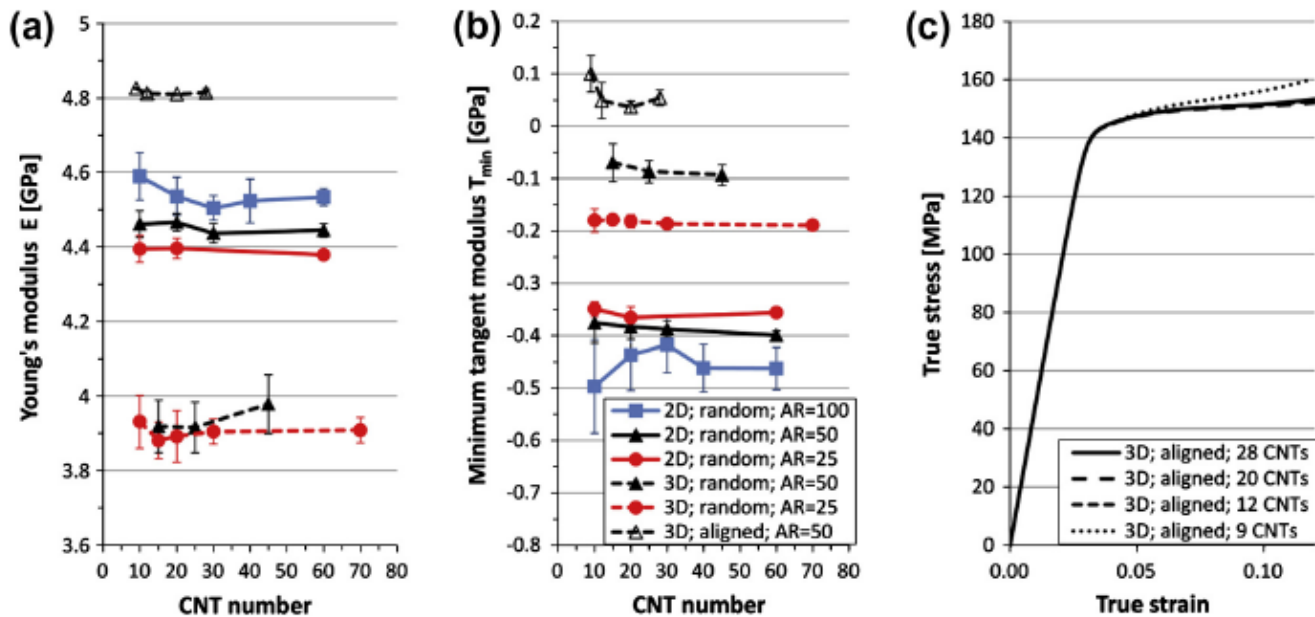 (a)
5
4.8
4.6
4.4
4.2
4
3.8
3.6
Young's modulus E [GPa]
0 10 20 30 40 50 60 70 80
CNT number
(b)
0.2
0.1
0
-0.1
-0.2
-0.3
-0.4
-0.5
-0.6
-0.7
-0.8
Minimum tangent modulus Tmin [GPa]
0 10 20 30 40 50 60 70 80
CNT number
2D; random; AR=100
2D; random; AR=50
2D; random; AR=25
3D; random; AR=50
3D; random; AR=25
3D; aligned; AR=50
(c)
180
160
140
120
100
80
60
40
20
0
True stress [MPa]
0.00 0.05 0.10
True strain
3D; aligned; 28 CNTs
3D; aligned; 20 CNTs
3D; aligned; 12 CNTs
3D; aligned; 9 CNTs